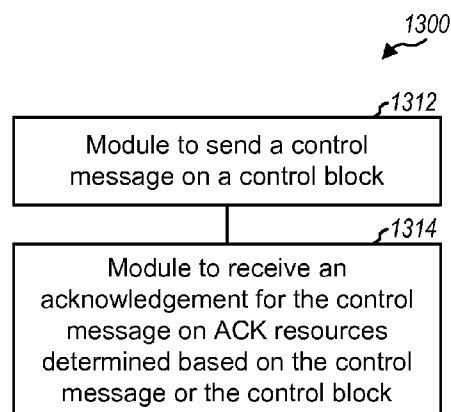 1300
1312
Module to send a control
message on a control block
1314
Module to receive an
acknowledgement for the control
message on ACK resources
determined based on the control
message or the control block